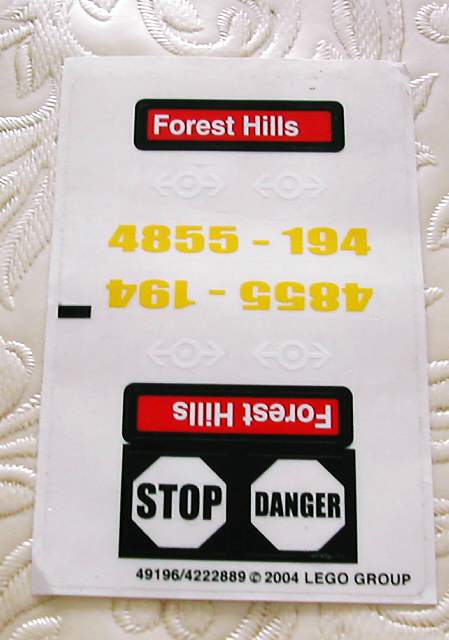 Forest Hills
4855 - 194
4855 - 194
Forest Hills
STOP DANGER
49196/4222889 © 2004 LEGO GROUP